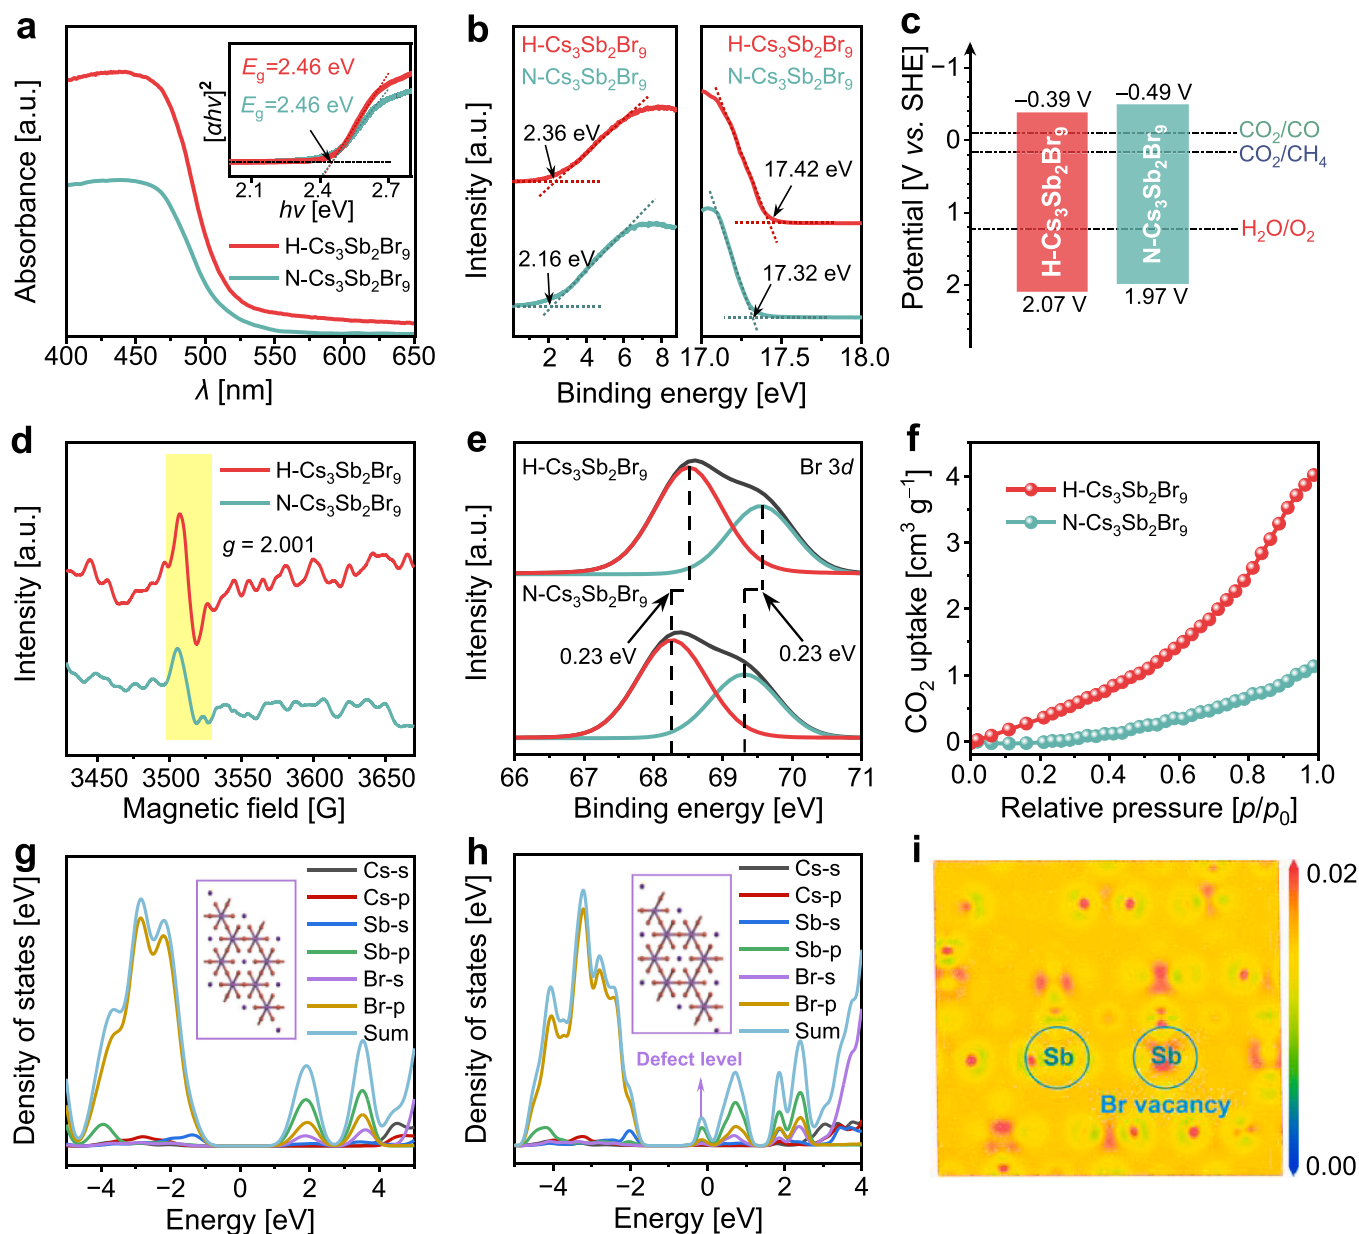 a
Absorbance [a.u.]
[αhν]²
E_g=2.46 eV
E_g=2.46 eV
2.1 2.4 2.7
hν [eV]
H-Cs₃Sb₂Br₉
N-Cs₃Sb₂Br₉
400 450 500 550 600 650
λ [nm]
b
Intensity [a.u.]
H-Cs₃Sb₂Br₉
N-Cs₃Sb₂Br₉
2.36 eV
2.16 eV
2 4 6 8
H-Cs₃Sb₂Br₉
N-Cs₃Sb₂Br₉
17.42 eV
17.32 eV
17.0 17.5 18.0
Binding energy [eV]
c
Potential [V vs. SHE]
−1
0
1
2
−0.39 V
−0.49 V
H-Cs₃Sb₂Br₉
N-Cs₃Sb₂Br₉
2.07 V
1.97 V
CO₂/CO
CO₂/CH₄
H₂O/O₂
d
Intensity [a.u.]
H-Cs₃Sb₂Br₉
N-Cs₃Sb₂Br₉
g = 2.001
3450 3500 3550 3600 3650
Magnetic field [G]
e
Intensity [a.u.]
H-Cs₃Sb₂Br₉
Br 3d
N-Cs₃Sb₂Br₉
0.23 eV
0.23 eV
66 67 68 69 70 71
Binding energy [eV]
f
CO₂ uptake [cm³ g⁻¹]
4
3
2
1
0
H-Cs₃Sb₂Br₉
N-Cs₃Sb₂Br₉
0.0 0.2 0.4 0.6 0.8 1.0
Relative pressure [p/p₀]
g
Density of states [eV]
Cs-s
Cs-p
Sb-s
Sb-p
Br-s
Br-p
Sum
−4 −2 0 2 4
Energy [eV]
h
Density of states [eV]
Cs-s
Cs-p
Sb-s
Sb-p
Br-s
Br-p
Sum
Defect level
−4 −2 0 2 4
Energy [eV]
i
Sb
Sb
Br vacancy
0.02
0.00